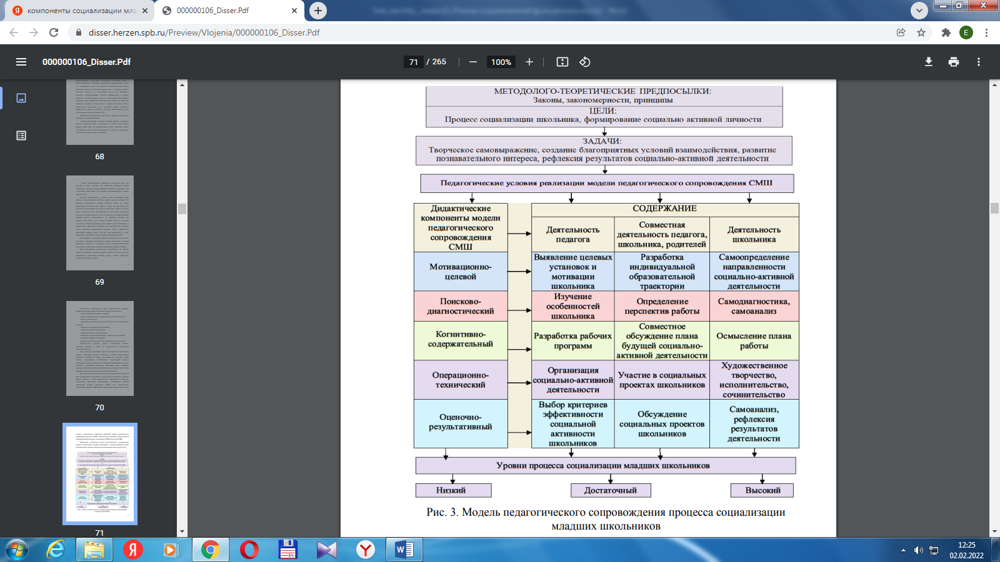 компоненты социализации мла
000000106_Disser.Pdf
disser.herzen.spb.ru/Preview/Vlojenia/000000106_Disser.Pdf
E
000000106_Disser.Pdf
71 / 265
100%
68
69
70
71
МЕТОДОЛОГО-ТЕОРЕТИЧЕСКИЕ ПРЕДПОСЫЛКИ:
Законы, закономерности, принципы
ЦЕЛИ:
Процесс социализации школьника, формирование социально активной личности
ЗАДАЧИ:
Творческое самовыражение, создание благоприятных условий взаимодействия, развитие
познавательного интереса, рефлексия результатов социально-активной деятельности
Педагогические условия реализации модели педагогического сопровождения СМШ
Дидактические
компоненты модели
педагогического
сопровождения
СМШ
СОДЕРЖАНИЕ
Деятельность
педагога
Совместная
деятельность педагога,
школьника, родителей
Деятельность
школьника
Мотивационно-
целевой
Выявление целевых
установок и
мотивации
школьника
Разработка
индивидуальной
образовательной
траектории
Самоопределение
направленности
социально-активной
деятельности
Поисково-
диагностический
Изучение
особенностей
школьника
Определение
перспектив работы
Самодиагностика,
самоанализ
Когнитивно-
содержательный
Разработка рабочих
программ
Совместное
обсуждение плана
будущей социально-
активной деятельности
Осмысление плана
работы
Операционно-
технический
Организация
социально-активной
деятельности
Участие в социальных
проектах школьников
Художественное
творчество,
исполнительство,
сочинительство
Оценочно-
результативный
Выбор критериев
эффективности
социальной
активности
школьников
Обсуждение
социальных проектов
школьников
Самоанализ,
рефлексия
результатов
деятельности
Уровни процесса социализации младших школьников
Низкий
Достаточный
Высокий
Рис. 3. Модель педагогического сопровождения процесса социализации
младших школьников
12:25
02.02.2022